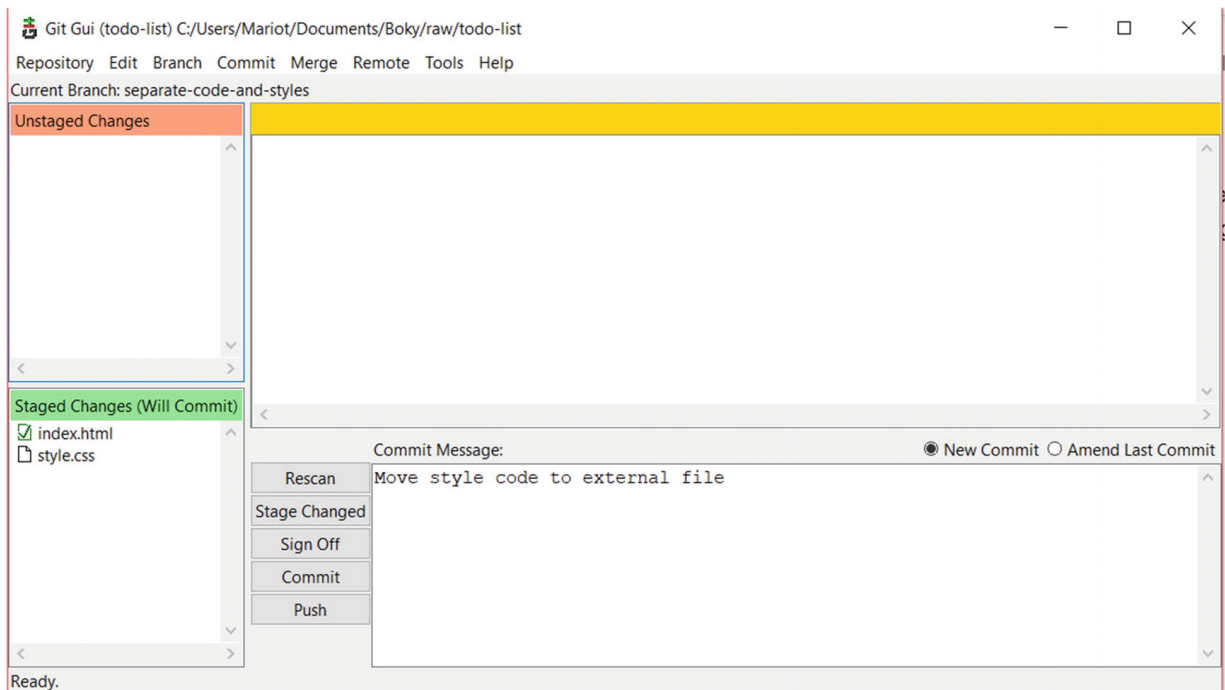 Git Gui (todo-list) C:/Users/Mariot/Documents/Boky/raw/todo-list
Repository Edit Branch Commit Merge Remote Tools Help
Current Branch: separate-code-and-styles
Unstaged Changes
Staged Changes (Will Commit)
index.html
style.css
Commit Message:
New Commit Amend Last Commit
Rescan
Stage Changed
Sign Off
Commit
Push
Move style code to external file
Ready.